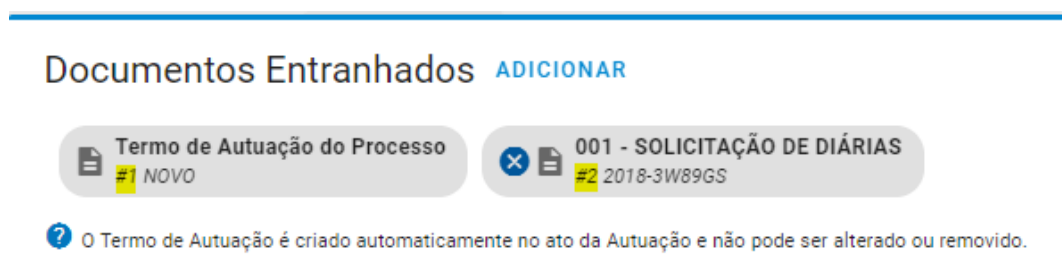 Documentos Entranhados ADICIONAR
Termo de Autuação do Processo
#1 NOVO
001 - SOLICITAÇÃO DE DIÁRIAS
#2 2018-3W89GS
? O Termo de Autuação é criado automaticamente no ato da Autuação e não pode ser alterado ou removido.